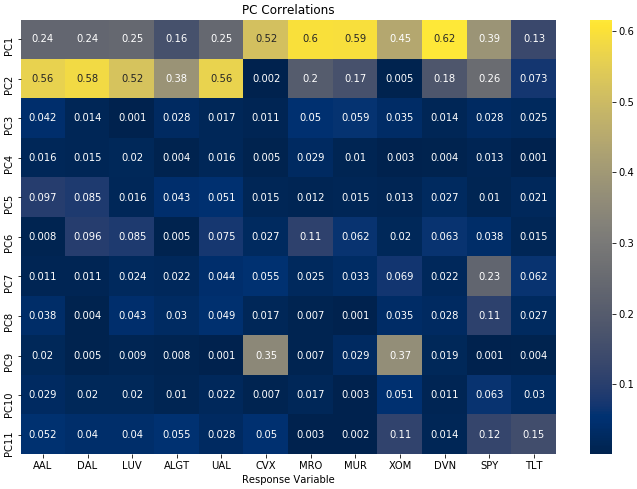 PC Correlations
PC1 0.24 0.24 0.25 0.16 0.25 0.52 0.6 0.59 0.45 0.62 0.39 0.13
PC2 0.56 0.58 0.52 0.38 0.56 0.002 0.2 0.17 0.005 0.18 0.26 0.073
PC3 0.042 0.014 0.001 0.028 0.017 0.011 0.05 0.059 0.035 0.014 0.028 0.025
PC4 0.016 0.015 0.02 0.004 0.016 0.005 0.029 0.01 0.003 0.004 0.013 0.001
PC5 0.097 0.085 0.016 0.043 0.051 0.015 0.012 0.015 0.013 0.027 0.01 0.021
PC6 0.008 0.096 0.085 0.005 0.075 0.027 0.11 0.062 0.02 0.063 0.038 0.015
PC7 0.011 0.011 0.024 0.022 0.044 0.055 0.025 0.033 0.069 0.022 0.23 0.062
PC8 0.038 0.004 0.043 0.03 0.049 0.017 0.007 0.001 0.035 0.028 0.11 0.027
PC9 0.02 0.005 0.009 0.008 0.001 0.35 0.007 0.029 0.37 0.019 0.001 0.004
PC10 0.029 0.02 0.02 0.01 0.022 0.007 0.017 0.003 0.051 0.011 0.063 0.03
PC11 0.052 0.04 0.04 0.055 0.028 0.05 0.003 0.002 0.11 0.014 0.12 0.15
AAL DAL LUV ALGT UAL CVX MRO MUR XOM DVN SPY TLT
Response Variable
0.6
0.5
0.4
0.3
0.2
0.1